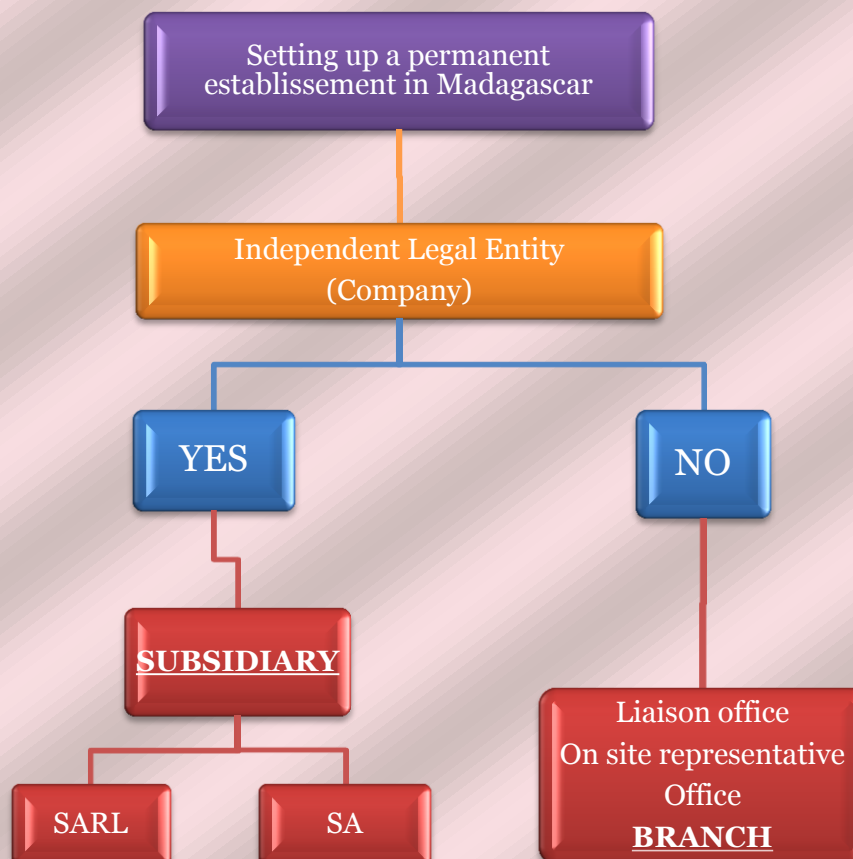 Setting up a permanent
establissement in Madagascar
Independent Legal Entity
(Company)
YES
NO
SUBSIDIARY
SARL
SA
Liaison office
On site representative
Office
BRANCH